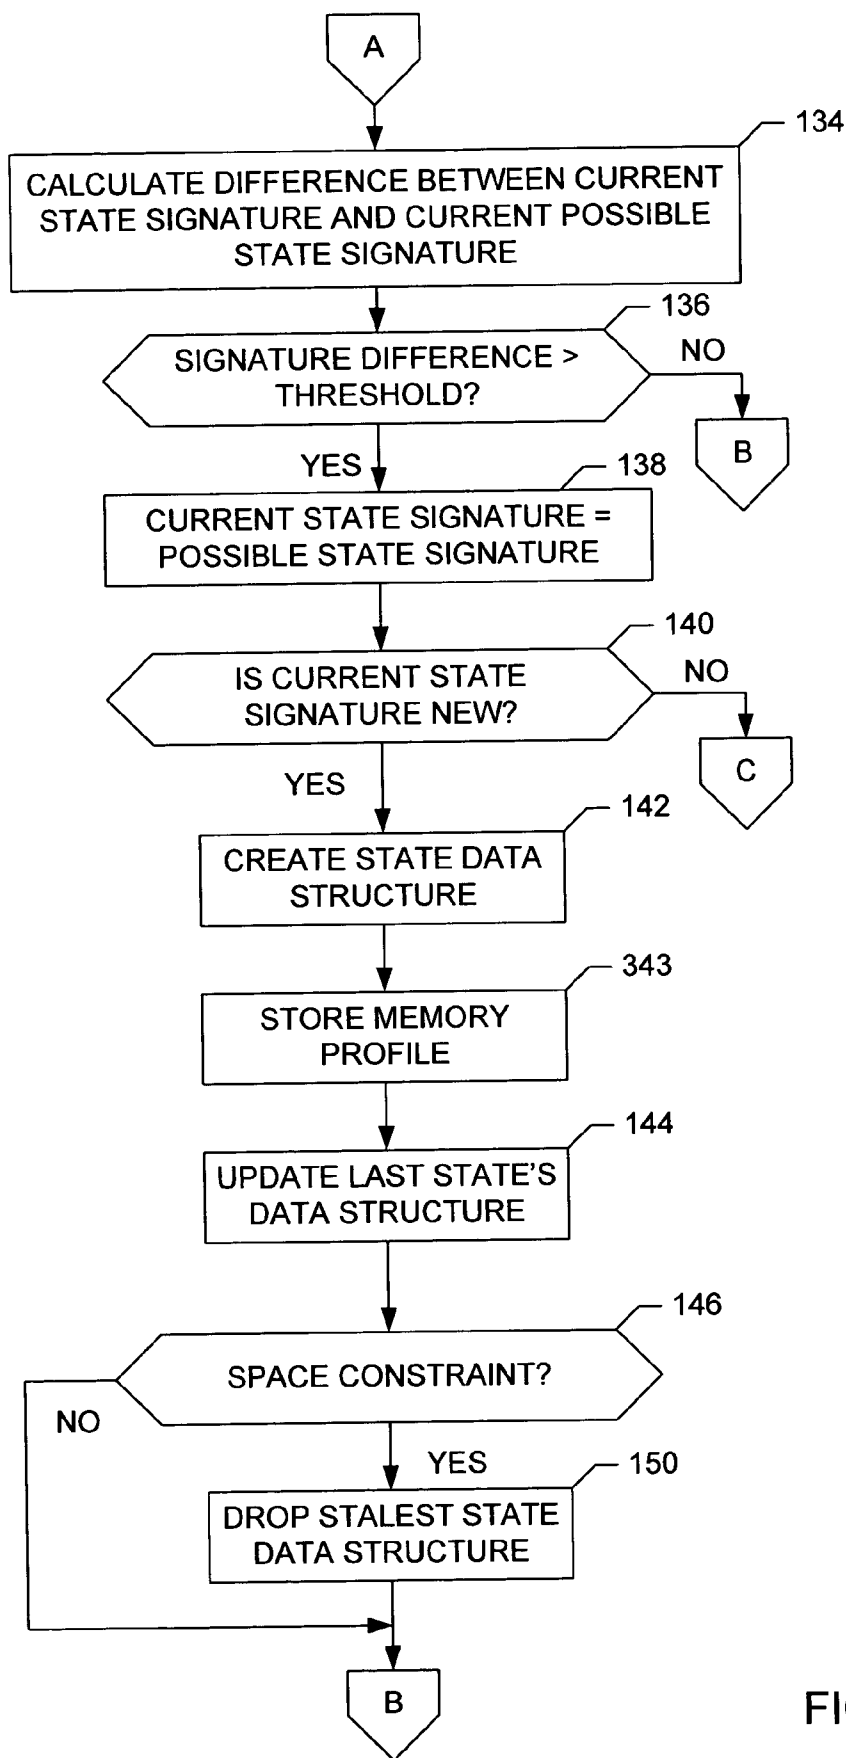 A
134
CALCULATE DIFFERENCE BETWEEN CURRENT
STATE SIGNATURE AND CURRENT POSSIBLE
STATE SIGNATURE
136
SIGNATURE DIFFERENCE >
THRESHOLD?
NO
B
YES
138
CURRENT STATE SIGNATURE =
POSSIBLE STATE SIGNATURE
140
IS CURRENT STATE
SIGNATURE NEW?
NO
C
YES
142
CREATE STATE DATA
STRUCTURE
343
STORE MEMORY
PROFILE
144
UPDATE LAST STATE'S
DATA STRUCTURE
146
SPACE CONSTRAINT?
NO
YES
150
DROP STALEST STATE
DATA STRUCTURE
B